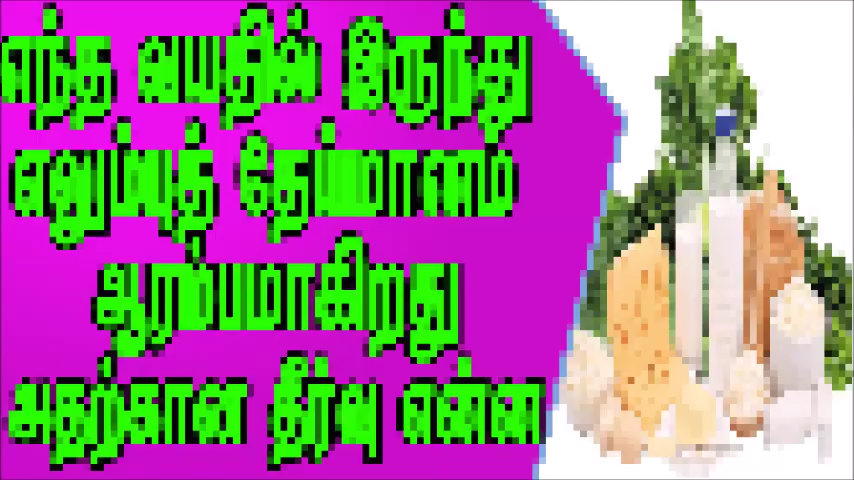 எந்த வயதில் இருந்து
எலும்புத் தேய்மானம்
ஆரம்பமாகிறது
அதற்கான தீர்வு என்ன